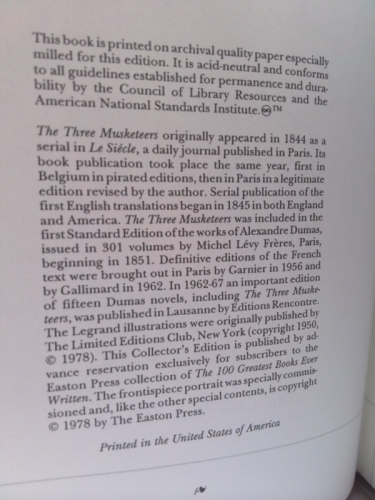 This book is printed on archival quality paper especially
milled for this edition. It is acid-neutral and conforms
to all guidelines established for permanence and dura-
bility by the Council of Library Resources and the
American National Standards Institute.♾™
The Three Musketeers originally appeared in 1844 as a
serial in Le Siécle, a daily journal published in Paris. Its
book publication took place the same year, first in
Belgium in pirated editions, then in Paris in a legitimate
edition revised by the author. Serial publication of the
first English translations began in 1845 in both England
and America. The Three Musketeers was included in the
first Standard Edition of the works of Alexandre Dumas,
issued in 301 volumes by Michel Lévy Frères, Paris,
beginning in 1851. Definitive editions of the French
text were brought out in Paris by Garnier in 1956 and
by Gallimard in 1962. In 1962-67 an important edition
of fifteen Dumas novels, including The Three Muske-
teers, was published in Lausanne by Editions Rencontre.
The Legrand illustrations were originally published by
The Limited Editions Club, New York (copyright 1950,
© 1978). This Collector's Edition is published by ad-
vance reservation exclusively for subscribers to the
Easton Press collection of The 100 Greatest Books Ever
Written. The frontispiece portrait was specially commis-
sioned and, like the other special contents, is copyright
© 1978 by The Easton Press.
Printed in the United States of America